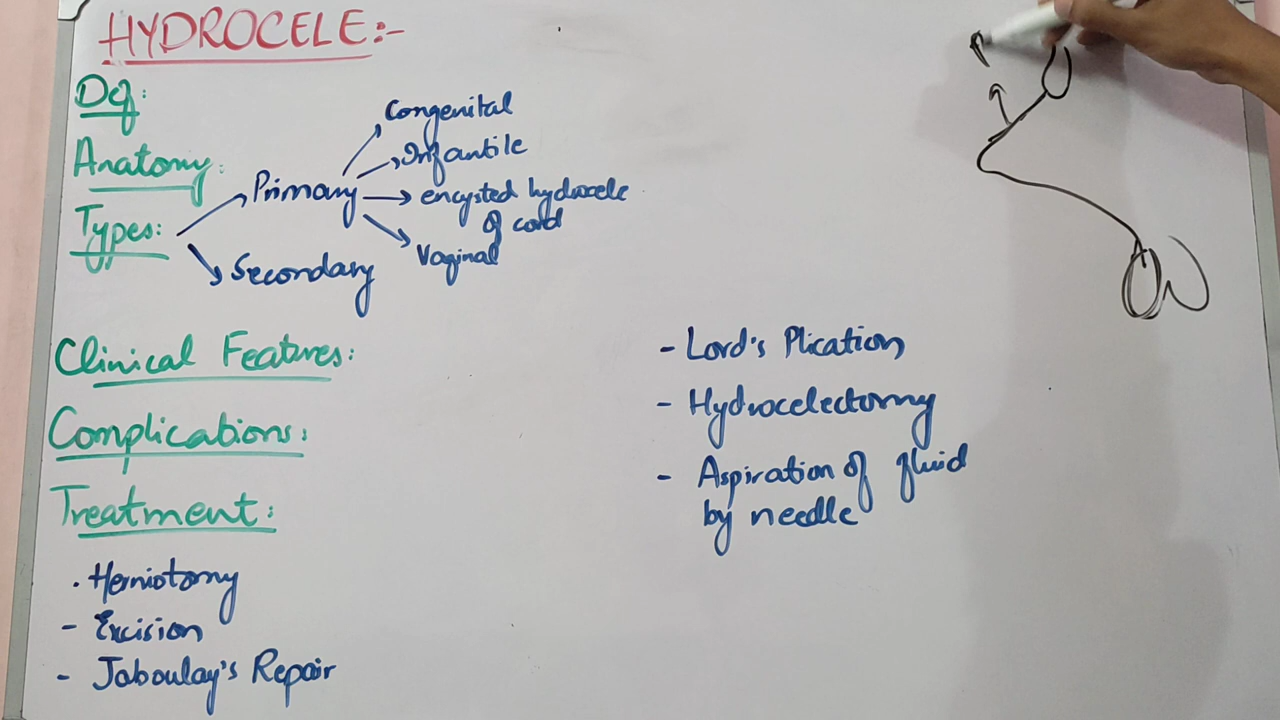 HYDROCELE:-
Def:
Anatomy:
Types:
Primary
Congenital
Infantile
encysted hydrocele
of cord
Vaginal
Secondary
Clinical Features:
Complications:
Treatment:
. Herniotomy
- Excision
- Jaboulay's Repair
- Lord's Plication
- Hydrocelectomy
- Aspiration of fluid
by needle